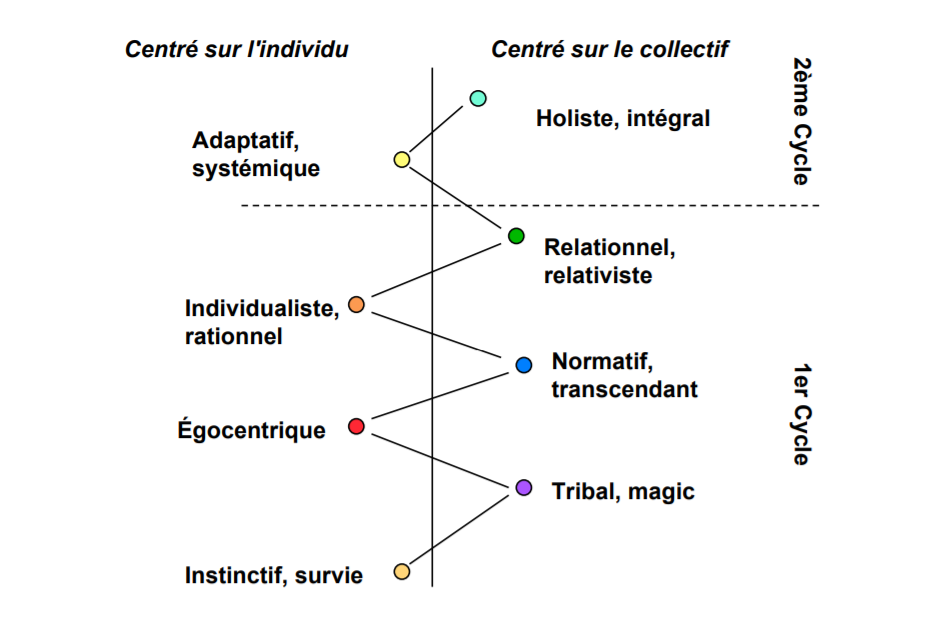 Centré sur l'individu
Centré sur le collectif
2ème Cycle
Holiste, intégral
Adaptatif,
systémique
Relationnel,
relativiste
Individualiste,
rationnel
Normatif,
transcendant
1er Cycle
Égocentrique
Tribal, magic
Instinctif, survie